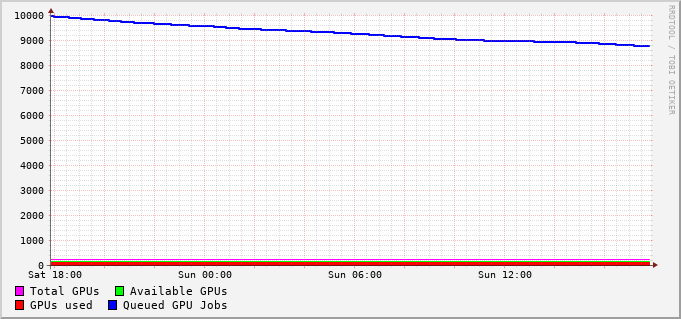 10000
9000
8000
7000
6000
5000
4000
3000
2000
1000
0
Sat 18:00 Sun 00:00 Sun 06:00 Sun 12:00
Total GPUs Available GPUs
GPUs used Queued GPU Jobs
RRDTOOL / TOBI OETIKER